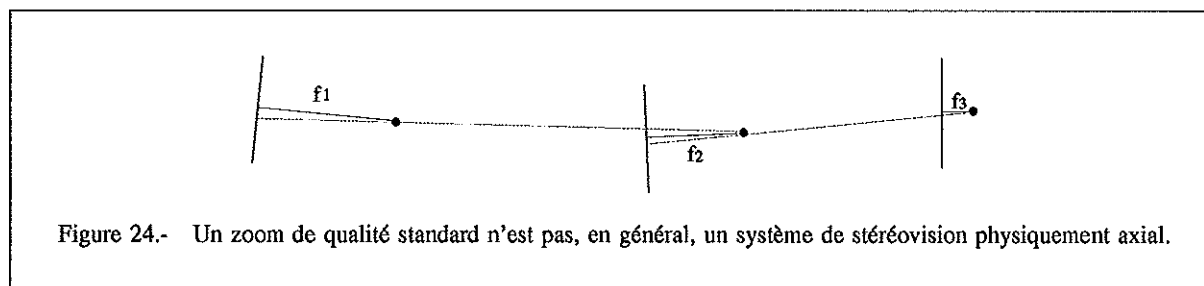 f1
f2
f3
Figure 24.- Un zoom de qualité standard n'est pas, en général, un système de stéréovision physiquement axial.